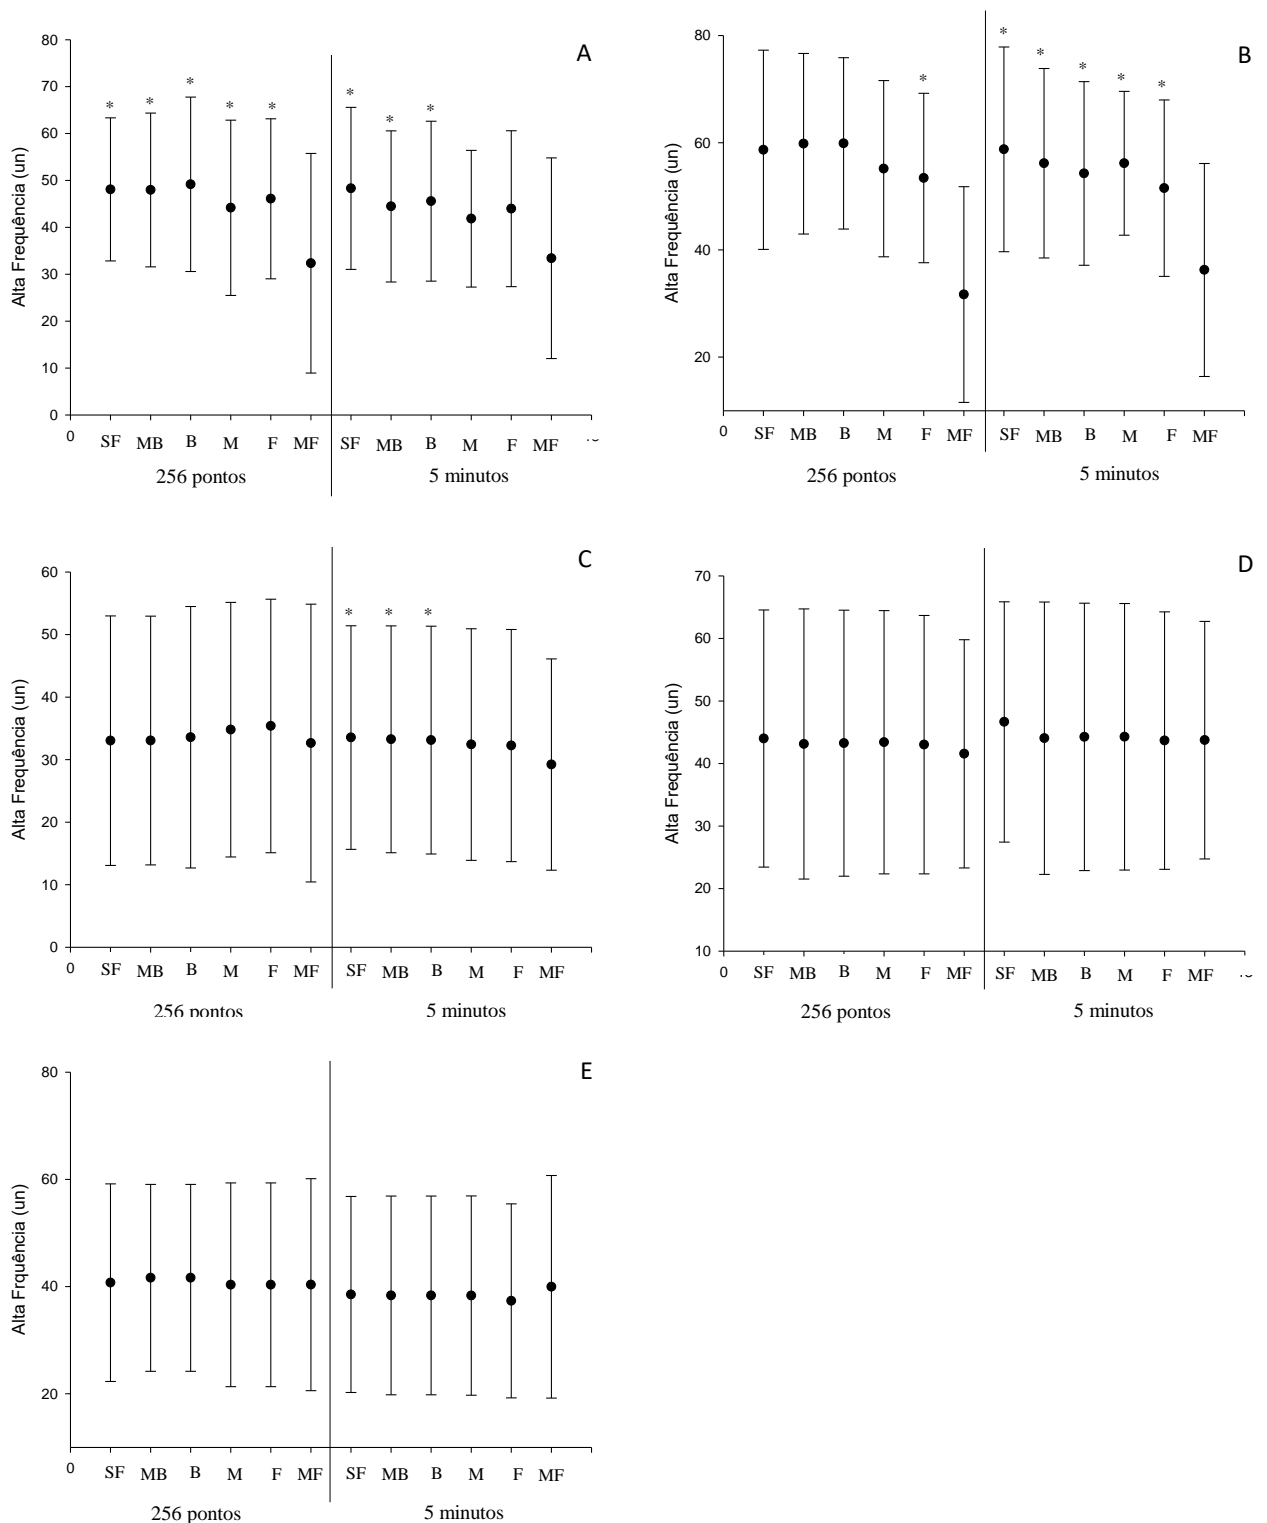 A
Alta Frequência (un)
80
70
60
50
40
30
20
10
0
* * * * * * * *
0 SF MB B M F MF SF MB B M F MF
256 pontos 5 minutos
B
Alta Frequência (un)
80
60
40
20
* * * * * *
0 SF MB B M F MF SF MB B M F MF
256 pontos 5 minutos
C
Alta Frequência (un)
60
50
40
30
20
10
0
* * *
0 SF MB B M F MF SF MB B M F MF
256 pontos 5 minutos
D
Alta Frequência (un)
70
60
50
40
30
20
10
0 SF MB B M F MF SF MB B M F MF
256 pontos 5 minutos
E
Alta Frquência (un)
80
60
40
20
0 SF MB B M F MF SF MB B M F MF
256 pontos 5 minutos